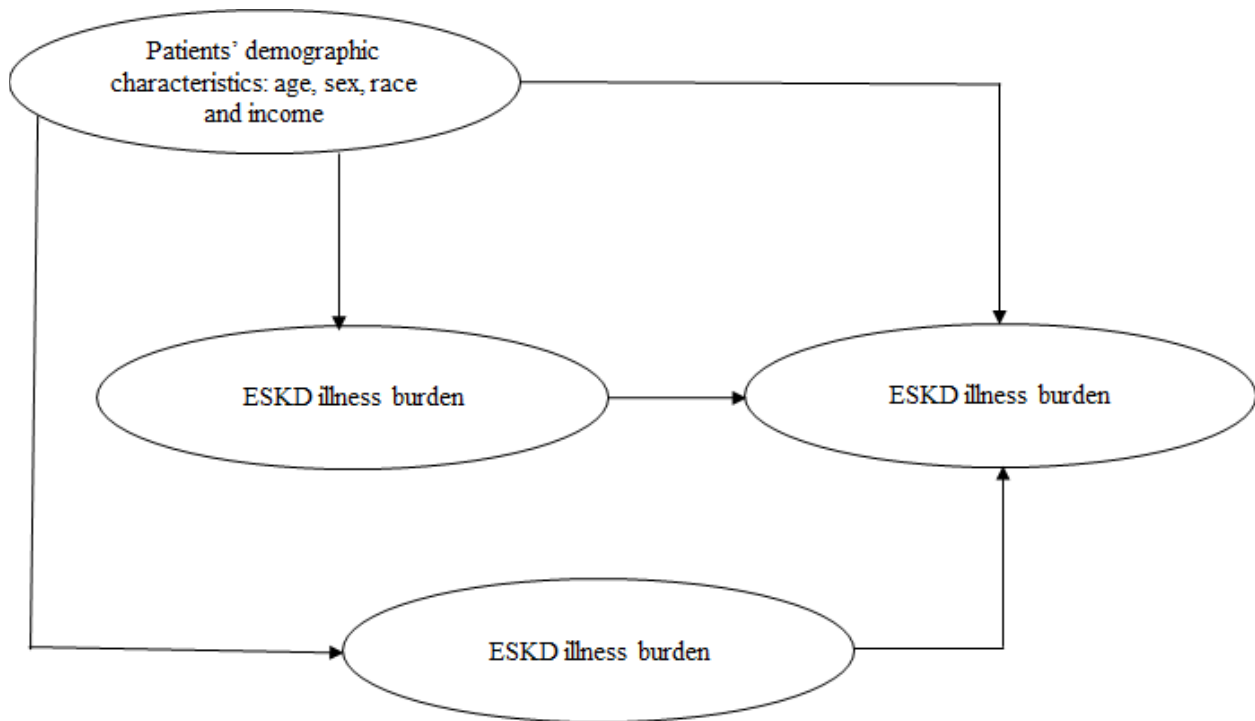 Patients’ demographic
characteristics: age, sex, race
and income
ESKD illness burden
ESKD illness burden
ESKD illness burden